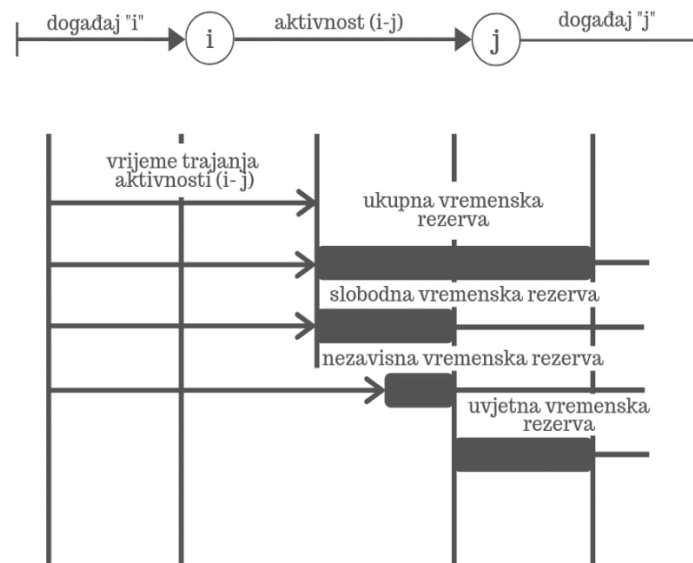 događaj "i"
i
aktivnost (i-j)
j
događaj "j"
vrijeme trajanja
aktivnosti (i- j)
ukupna vremenska
rezerva
slobodna vremenska rezerva
nezavisna vremenska rezerva
uvjetna vremenska
rezerva